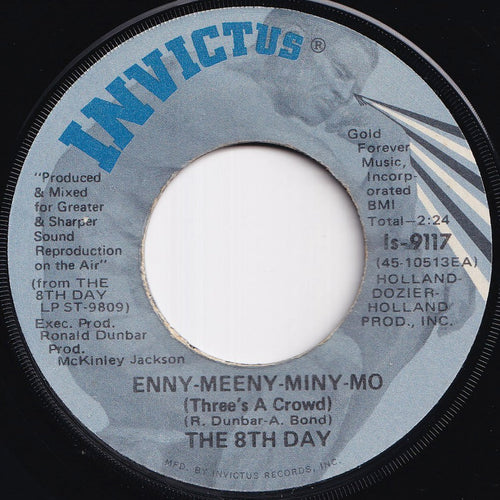 INVICTUS®
"Produced
& Mixed
for Greater
& Sharper
Sound
Reproduction
on the Air"
(from THE
8TH DAY
LP ST-9809)
Exec. Prod.
Ronald Dunbar
Prod.
McKinley Jackson
Gold
Forever
Music,
Incorp-
orated
BMI
Total-2:24
Is-9117
(45-10513EA)
HOLLAND-
DOZIER-
HOLLAND
PROD., INC.
ENNY-MEENY-MINY-MO
(Three's A Crowd)
(R. Dunbar-A. Bond)
THE 8TH DAY
MFD. BY INVICTUS RECORDS, INC.